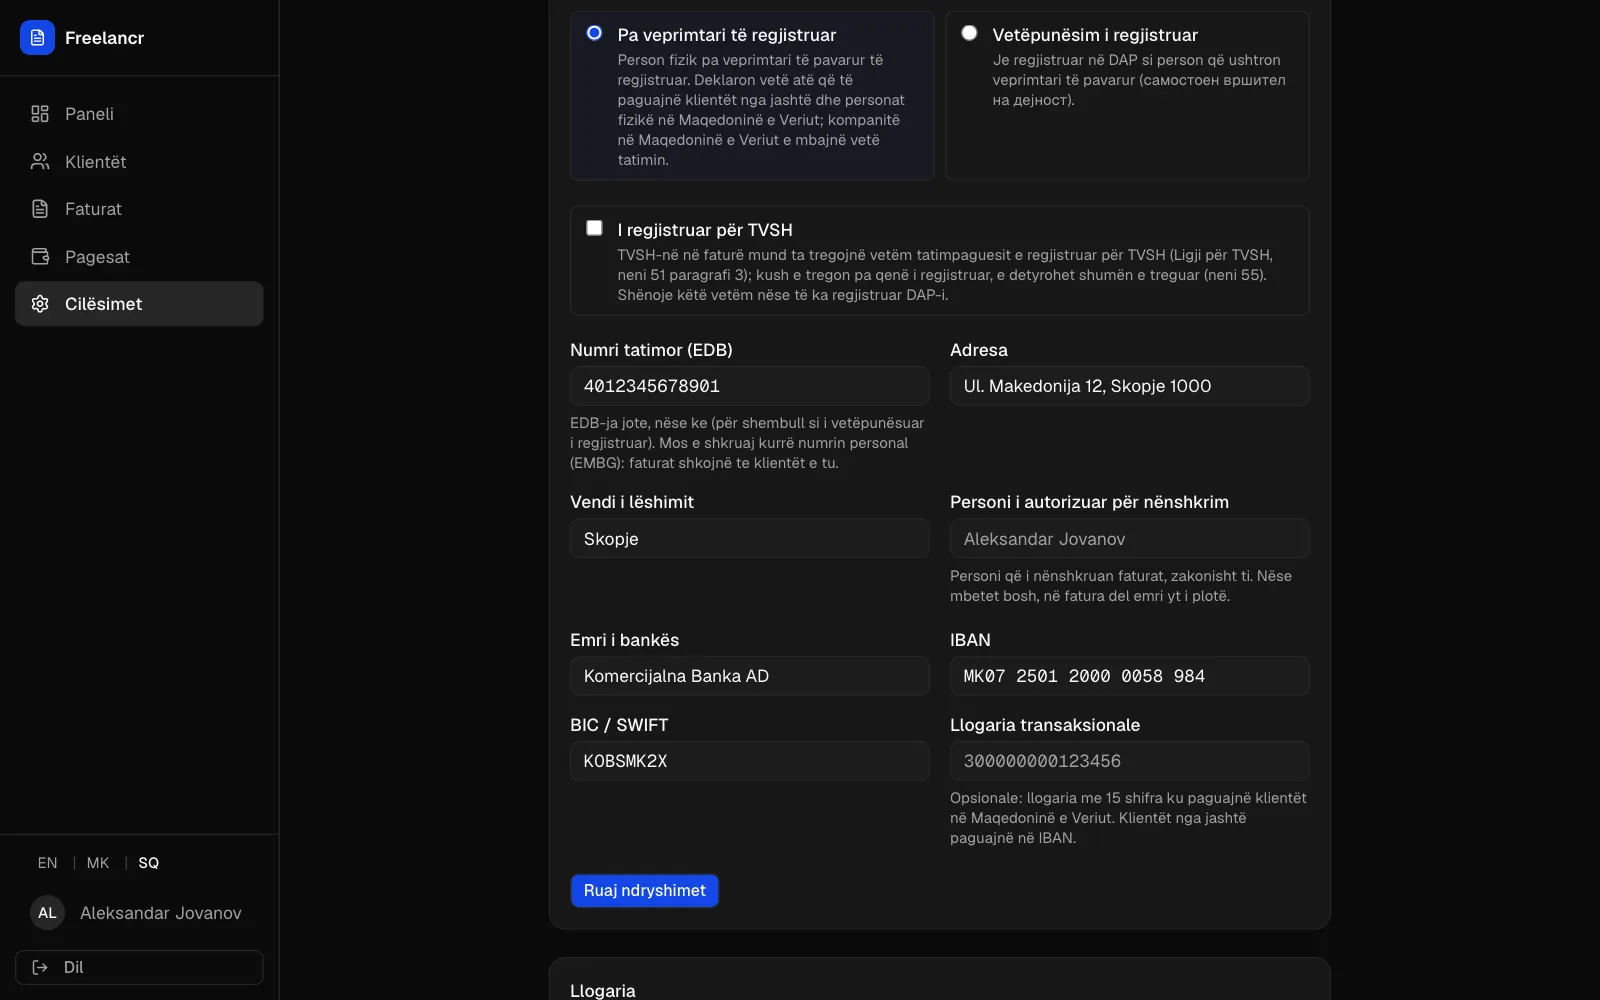 Freelancr
Paneli
Klientët
Faturat
Pagesat
Cilësimet
EN | MK | SQ
AL Aleksandar Jovanov
Dil
Pa veprimtari të regjistruar
Person fizik pa veprimtari të pavarur të
regjistruar. Deklaron vetë atë që të
paguajnë klientët nga jashtë dhe personat
fizikë në Maqedoninë e Veriut; kompanitë
në Maqedoninë e Veriut e mbajnë vetë
tatimin.
Vetëpunësim i regjistruar
Je regjistruar në DAP si person që ushtron
veprimtari të pavarur (самостоен вршител
на дејност).
I regjistruar për TVSH
TVSH-në në faturë mund ta tregojnë vetëm tatimpaguesit e regjistruar për TVSH (Ligji për TVSH,
neni 51 paragrafi 3); kush e tregon pa qenë i regjistruar, e detyrohet shumën e treguar (neni 55).
Shënoje këtë vetëm nëse të ka regjistruar DAP-i.
Numri tatimor (EDB)
4012345678901
EDB-ja jote, nëse ke (për shembull si i vetëpunësuar
i regjistruar). Mos e shkruaj kurrë numrin personal
(EMBG): faturat shkojnë te klientët e tu.
Adresa
Ul. Makedonija 12, Skopje 1000
Vendi i lëshimit
Skopje
Personi i autorizuar për nënshkrim
Aleksandar Jovanov
Personi që i nënshkruan faturat, zakonisht ti. Nëse
mbetet bosh, në fatura del emri yt i plotë.
Emri i bankës
Komercijalna Banka AD
IBAN
MK07 2501 2000 0058 984
BIC / SWIFT
KOBSMK2X
Llogaria transaksionale
300000000123456
Opsionale: llogaria me 15 shifra ku paguajnë klientët
në Maqedoninë e Veriut. Klientët nga jashtë
paguajnë në IBAN.
Ruaj ndryshimet
Llogaria